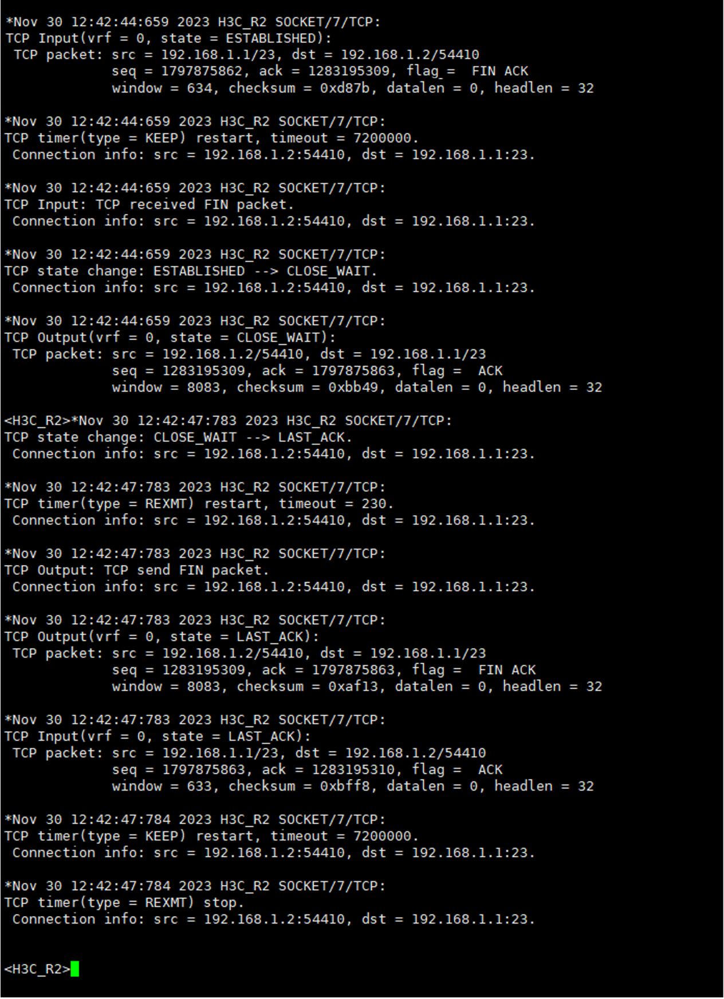 *Nov 30 12:42:44:659 2023 H3C_R2 SOCKET/7/TCP:
TCP Input(vrf = 0, state = ESTABLISHED):
 TCP packet: src = 192.168.1.1/23, dst = 192.168.1.2/54410
             seq = 1797875862, ack = 1283195309, flag =  FIN ACK
             window = 634, checksum = 0xd87b, datalen = 0, headlen = 32

*Nov 30 12:42:44:659 2023 H3C_R2 SOCKET/7/TCP:
TCP timer(type = KEEP) restart, timeout = 7200000.
 Connection info: src = 192.168.1.2:54410, dst = 192.168.1.1:23.

*Nov 30 12:42:44:659 2023 H3C_R2 SOCKET/7/TCP:
TCP Input: TCP received FIN packet.
 Connection info: src = 192.168.1.2:54410, dst = 192.168.1.1:23.

*Nov 30 12:42:44:659 2023 H3C_R2 SOCKET/7/TCP:
TCP state change: ESTABLISHED --> CLOSE_WAIT.
 Connection info: src = 192.168.1.2:54410, dst = 192.168.1.1:23.

*Nov 30 12:42:44:659 2023 H3C_R2 SOCKET/7/TCP:
TCP Output(vrf = 0, state = CLOSE_WAIT):
 TCP packet: src = 192.168.1.2/54410, dst = 192.168.1.1/23
             seq = 1283195309, ack = 1797875863, flag =  ACK
             window = 8083, checksum = 0xbb49, datalen = 0, headlen = 32

<H3C_R2>*Nov 30 12:42:47:783 2023 H3C_R2 SOCKET/7/TCP:
TCP state change: CLOSE_WAIT --> LAST_ACK.
 Connection info: src = 192.168.1.2:54410, dst = 192.168.1.1:23.

*Nov 30 12:42:47:783 2023 H3C_R2 SOCKET/7/TCP:
TCP timer(type = REXMT) restart, timeout = 230.
 Connection info: src = 192.168.1.2:54410, dst = 192.168.1.1:23.

*Nov 30 12:42:47:783 2023 H3C_R2 SOCKET/7/TCP:
TCP Output: TCP send FIN packet.
 Connection info: src = 192.168.1.2:54410, dst = 192.168.1.1:23.

*Nov 30 12:42:47:783 2023 H3C_R2 SOCKET/7/TCP:
TCP Output(vrf = 0, state = LAST_ACK):
 TCP packet: src = 192.168.1.2/54410, dst = 192.168.1.1/23
             seq = 1283195309, ack = 1797875863, flag =  FIN ACK
             window = 8083, checksum = 0xaf13, datalen = 0, headlen = 32

*Nov 30 12:42:47:783 2023 H3C_R2 SOCKET/7/TCP:
TCP Input(vrf = 0, state = LAST_ACK):
 TCP packet: src = 192.168.1.1/23, dst = 192.168.1.2/54410
             seq = 1797875863, ack = 1283195310, flag =  ACK
             window = 633, checksum = 0xbff8, datalen = 0, headlen = 32

*Nov 30 12:42:47:784 2023 H3C_R2 SOCKET/7/TCP:
TCP timer(type = KEEP) restart, timeout = 7200000.
 Connection info: src = 192.168.1.2:54410, dst = 192.168.1.1:23.

*Nov 30 12:42:47:784 2023 H3C_R2 SOCKET/7/TCP:
TCP timer(type = REXMT) stop.
 Connection info: src = 192.168.1.2:54410, dst = 192.168.1.1:23.

<H3C_R2>